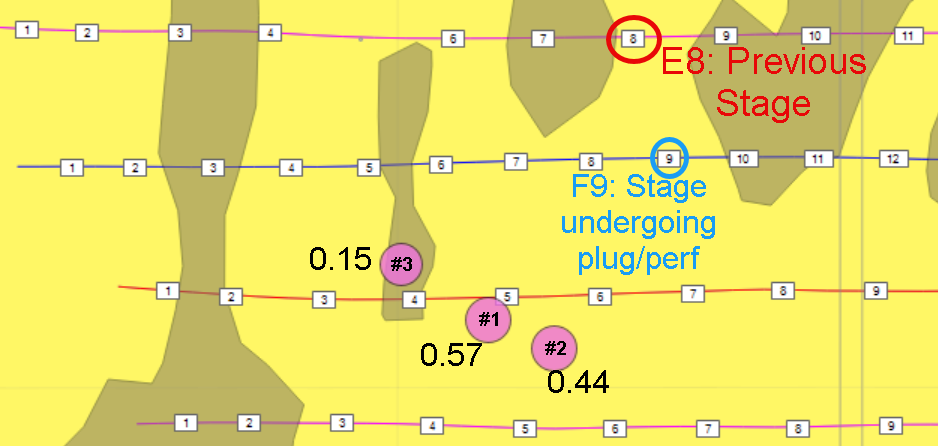 1 2 3 4 6 7 8 9 10 11
E8: Previous
Stage
1 2 3 4 5 6 7 8 9 10 11 12
F9: Stage
undergoing
plug/perf
0.15 #3
1 2 3 4 5 6 7 8 9
#1
0.57
#2
0.44
1 2 3 4 5 6 7 8 9